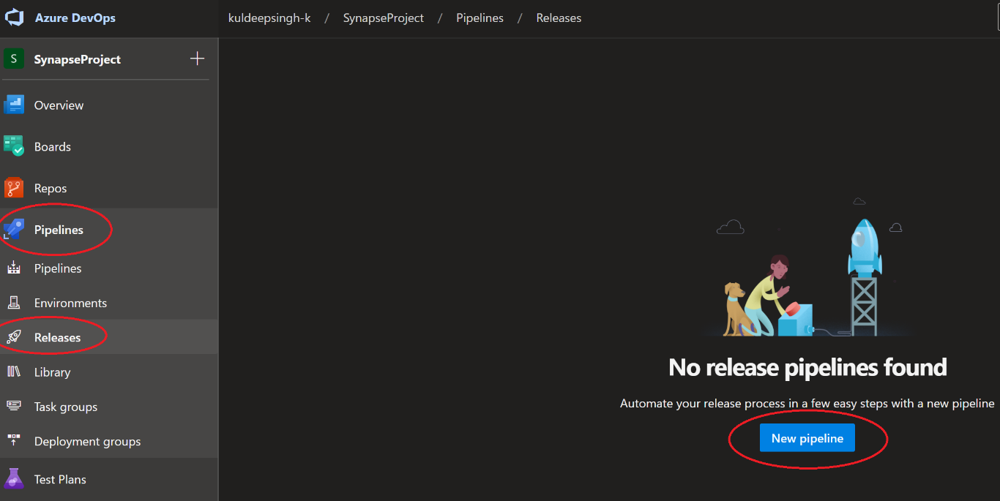 Azure DevOps
kuldeepsingh-k / SynapseProject / Pipelines / Releases
S SynapseProject
Overview
Boards
Repos
Pipelines
Pipelines
Environments
Releases
Library
Task groups
Deployment groups
Test Plans
No release pipelines found
Automate your release process in a few easy steps with a new pipeline
New pipeline